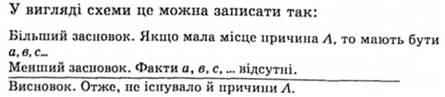 У вигляді схеми це можна записати так:
Більший засновок. Якщо мала місце причина А, то мають бути
а, в, с...
Менший засновок. Факти а, в, с, ... відсутні.
Висновок. Отже, не існувало й причини А.